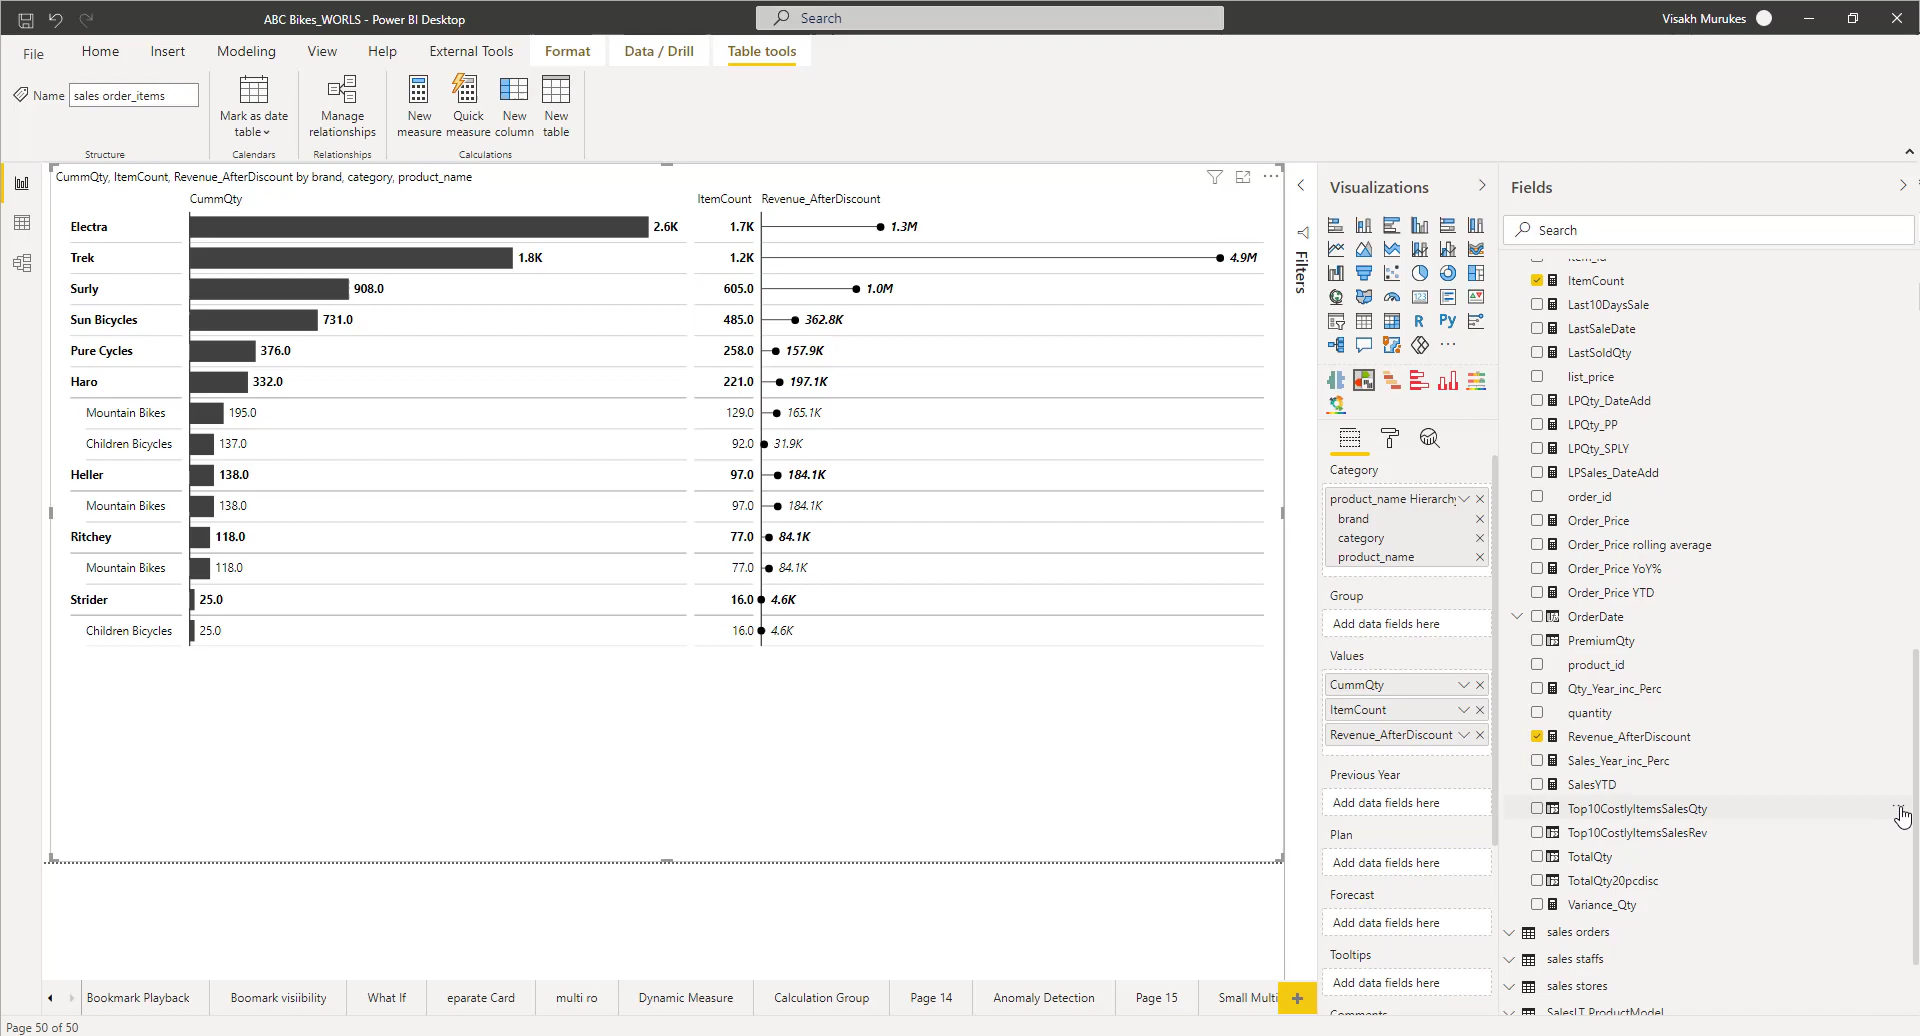 ABC Bikes_WORLS - Power BI Desktop
Search
Visakh Murukes
File
Home
Insert
Modeling
View
Help
External Tools
Format
Data / Drill
Table tools
Name
sales order_items
Mark as date
table
Manage
relationships
New
measure
Quick
measure
New
column
New
table
Structure
Calendars
Relationships
Calculations
CummQty, ItemCount, Revenue_AfterDiscount by brand, category, product_name
CummQty
ItemCount
Revenue_AfterDiscount
Electra
2.6K
1.7K
1.3M
Trek
1.8K
1.2K
4.9M
Surly
908.0
605.0
1.0M
Sun Bicycles
731.0
485.0
362.8K
Pure Cycles
376.0
258.0
157.9K
Haro
332.0
221.0
197.1K
Mountain Bikes
195.0
129.0
165.1K
Children Bicycles
137.0
92.0
31.9K
Heller
138.0
97.0
184.1K
Mountain Bikes
138.0
97.0
184.1K
Ritchey
118.0
77.0
84.1K
Mountain Bikes
118.0
77.0
84.1K
Strider
25.0
16.0
4.6K
Children Bicycles
25.0
16.0
4.6K
Filters
Visualizations
123
R
Py
Category
product_name Hierarchy
brand
category
product_name
Group
Add data fields here
Values
CummQty
ItemCount
Revenue_AfterDiscount
Previous Year
Add data fields here
Plan
Add data fields here
Forecast
Add data fields here
Tooltips
Add data fields here
Comments
Fields
Search
item_id
ItemCount
Last10DaysSale
LastSaleDate
LastSoldQty
list_price
LPQty_DateAdd
LPQty_PP
LPQty_SPLY
LPSales_DateAdd
order_id
Order_Price
Order_Price rolling average
Order_Price YoY%
Order_Price YTD
OrderDate
PremiumQty
product_id
Qty_Year_inc_Perc
quantity
Revenue_AfterDiscount
Sales_Year_inc_Perc
SalesYTD
Top10CostlyItemsSalesQty
Top10CostlyItemsSalesRev
TotalQty
TotalQty20pcdisc
Variance_Qty
sales orders
sales staffs
sales stores
SalesLT ProductModel
Bookmark Playback
Boomark visiibility
What If
eparate Card
multi ro
Dynamic Measure
Calculation Group
Page 14
Anomaly Detection
Page 15
Small Multi
Page 50 of 50